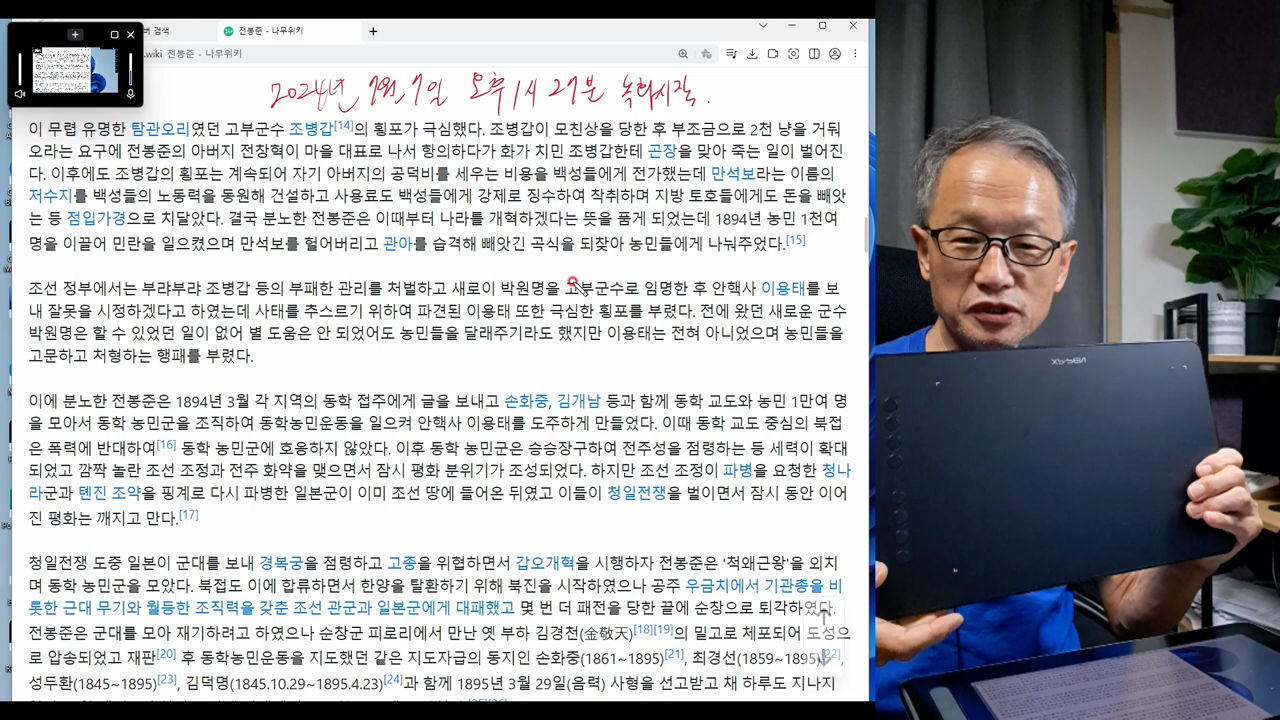 버 검색
전봉준 - 나무위키
.wiki 전봉준 - 나무위키
2024년 7월 7일 오후 1시 27분 녹화시작.
이 무렵 유명한 탐관오리였던 고부군수 조병갑[14]의 횡포가 극심했다. 조병갑이 모친상을 당한 후 부조금으로 2천 냥을 거둬
오라는 요구에 전봉준의 아버지 전창혁이 마을 대표로 나서 항의하다가 화가 치민 조병갑한테 곤장을 맞아 죽는 일이 벌어진
다. 이후에도 조병갑의 횡포는 계속되어 자기 아버지의 공덕비를 세우는 비용을 백성들에게 전가했는데 만석보라는 이름의
저수지를 백성들의 노동력을 동원해 건설하고 사용료도 백성들에게 강제로 징수하여 착취하며 지방 토호들에게도 돈을 빼앗
는 등 점입가경으로 치달았다. 결국 분노한 전봉준은 이때부터 나라를 개혁하겠다는 뜻을 품게 되었는데 1894년 농민 1천여
명을 이끌어 민란을 일으켰으며 만석보를 헐어버리고 관아를 습격해 빼앗긴 곡식을 되찾아 농민들에게 나눠주었다.[15]
조선 정부에서는 부랴부랴 조병갑 등의 부패한 관리를 처벌하고 새로이 박원명을 고부군수로 임명한 후 안핵사 이용태를 보
내 잘못을 시정하겠다고 하였는데 사태를 추스르기 위하여 파견된 이용태 또한 극심한 횡포를 부렸다. 전에 왔던 새로운 군수
박원명은 할 수 있었던 일이 없어 별 도움은 안 되었어도 농민들을 달래주기라도 했지만 이용태는 전혀 아니었으며 농민들을
고문하고 처형하는 행패를 부렸다.
이에 분노한 전봉준은 1894년 3월 각 지역의 동학 접주에게 글을 보내고 손화중, 김개남 등과 함께 동학 교도와 농민 1만여 명
을 모아서 동학 농민군을 조직하여 동학농민운동을 일으켜 안핵사 이용태를 도주하게 만들었다. 이때 동학 교도 중심의 북접
은 폭력에 반대하여[16] 동학 농민군에 호응하지 않았다. 이후 동학 농민군은 승승장구하여 전주성을 점령하는 등 세력이 확대
되었고 깜짝 놀란 조선 조정과 전주 화약을 맺으면서 잠시 평화 분위기가 조성되었다. 하지만 조선 조정이 파병을 요청한 청나
라군과 톈진 조약을 핑계로 다시 파병한 일본군이 이미 조선 땅에 들어온 뒤였고 이들이 청일전쟁을 벌이면서 잠시 동안 이어
진 평화는 깨지고 만다.[17]
청일전쟁 도중 일본이 군대를 보내 경복궁을 점령하고 고종을 위협하면서 갑오개혁을 시행하자 전봉준은 '척왜근왕'을 외치
며 동학 농민군을 모았다. 북접도 이에 합류하면서 한양을 탈환하기 위해 북진을 시작하였으나 공주 우금치에서 기관총을 비
롯한 근대 무기와 월등한 조직력을 갖춘 조선 관군과 일본군에게 대패했고 몇 번 더 패전을 당한 끝에 순창으로 퇴각하였다.
전봉준은 군대를 모아 재기하려고 하였으나 순창군 피로리에서 만난 옛 부하 김경천(金敬天)[18][19]의 밀고로 체포되어 도성으
로 압송되었고 재판[20] 후 동학농민운동을 지도했던 같은 지도자급의 동지인 손화중(1861~1895)[21], 최경선(1859~1895)[22],
성두환(1845~1895)[23], 김덕명(1845.10.29~1895.4.23)[24]과 함께 1895년 3월 29일(음력) 사형을 선고받고 채 하루도 지나지
XP-PEN